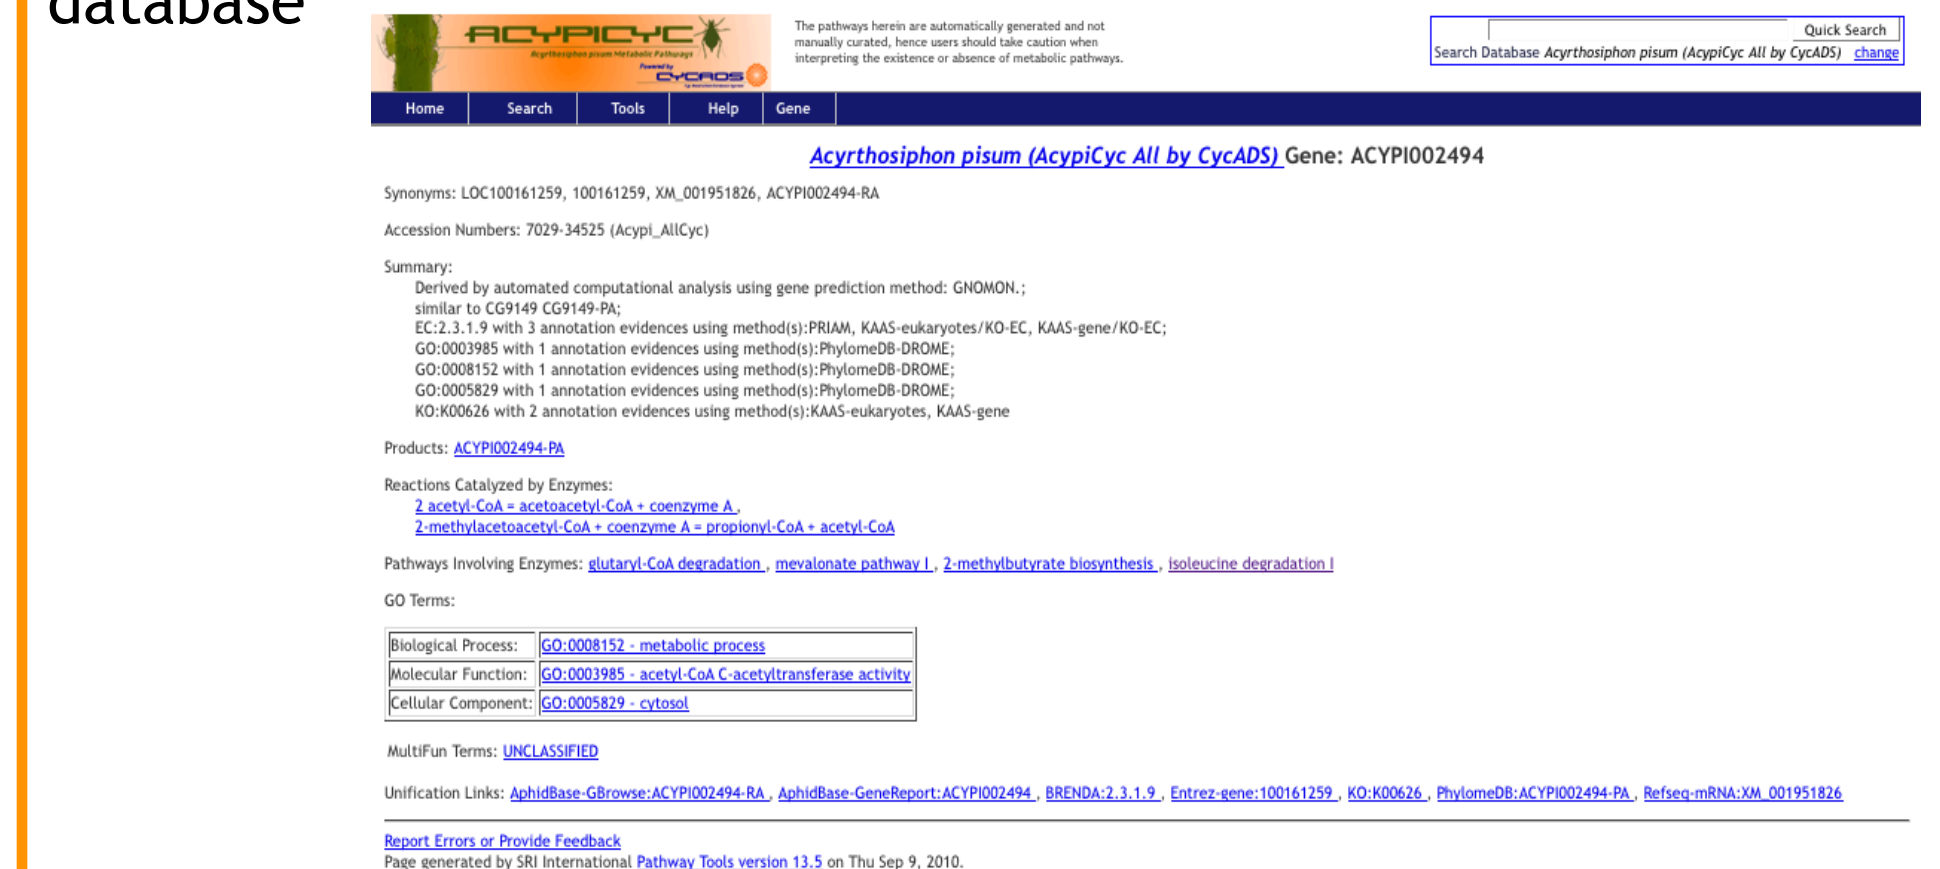 database
ACYPICYC
Acyrthosiphon pisum Metabolic Pathways
Powered by
CYCADS
The pathways herein are automatically generated and not
manually curated, hence users should take caution when
interpreting the existence or absence of metabolic pathways.
Quick Search
Search Database Acyrthosiphon pisum (AcypiCyc All by CycADS) change
Home Search Tools Help Gene
Acyrthosiphon pisum (AcypiCyc All by CycADS) Gene: ACYPI002494
Synonyms: LOC100161259, 100161259, XM_001951826, ACYPI002494-RA
Accession Numbers: 7029-34525 (Acypi_AllCyc)
Summary:
Derived by automated computational analysis using gene prediction method: GNOMON.;
similar to CG9149 CG9149-PA;
EC:2.3.1.9 with 3 annotation evidences using method(s):PRIAM, KAAS-eukaryotes/KO-EC, KAAS-gene/KO-EC;
GO:0003985 with 1 annotation evidences using method(s):PhylomeDB-DROME;
GO:0008152 with 1 annotation evidences using method(s):PhylomeDB-DROME;
GO:0005829 with 1 annotation evidences using method(s):PhylomeDB-DROME;
KO:K00626 with 2 annotation evidences using method(s):KAAS-eukaryotes, KAAS-gene
Products: ACYPI002494-PA
Reactions Catalyzed by Enzymes:
2 acetyl-CoA = acetoacetyl-CoA + coenzyme A ,
2-methylacetoacetyl-CoA + coenzyme A = propionyl-CoA + acetyl-CoA
Pathways Involving Enzymes: glutaryl-CoA degradation , mevalonate pathway I , 2-methylbutyrate biosynthesis , isoleucine degradation I
GO Terms:
Biological Process: GO:0008152 - metabolic process
Molecular Function: GO:0003985 - acetyl-CoA C-acetyltransferase activity
Cellular Component: GO:0005829 - cytosol
MultiFun Terms: UNCLASSIFIED
Unification Links: AphidBase-GBrowse:ACYPI002494-RA , AphidBase-GeneReport:ACYPI002494 , BRENDA:2.3.1.9 , Entrez-gene:100161259 , KO:K00626 , PhylomeDB:ACYPI002494-PA , Refseq-mRNA:XM_001951826
Report Errors or Provide Feedback
Page generated by SRI International Pathway Tools version 13.5 on Thu Sep 9, 2010.